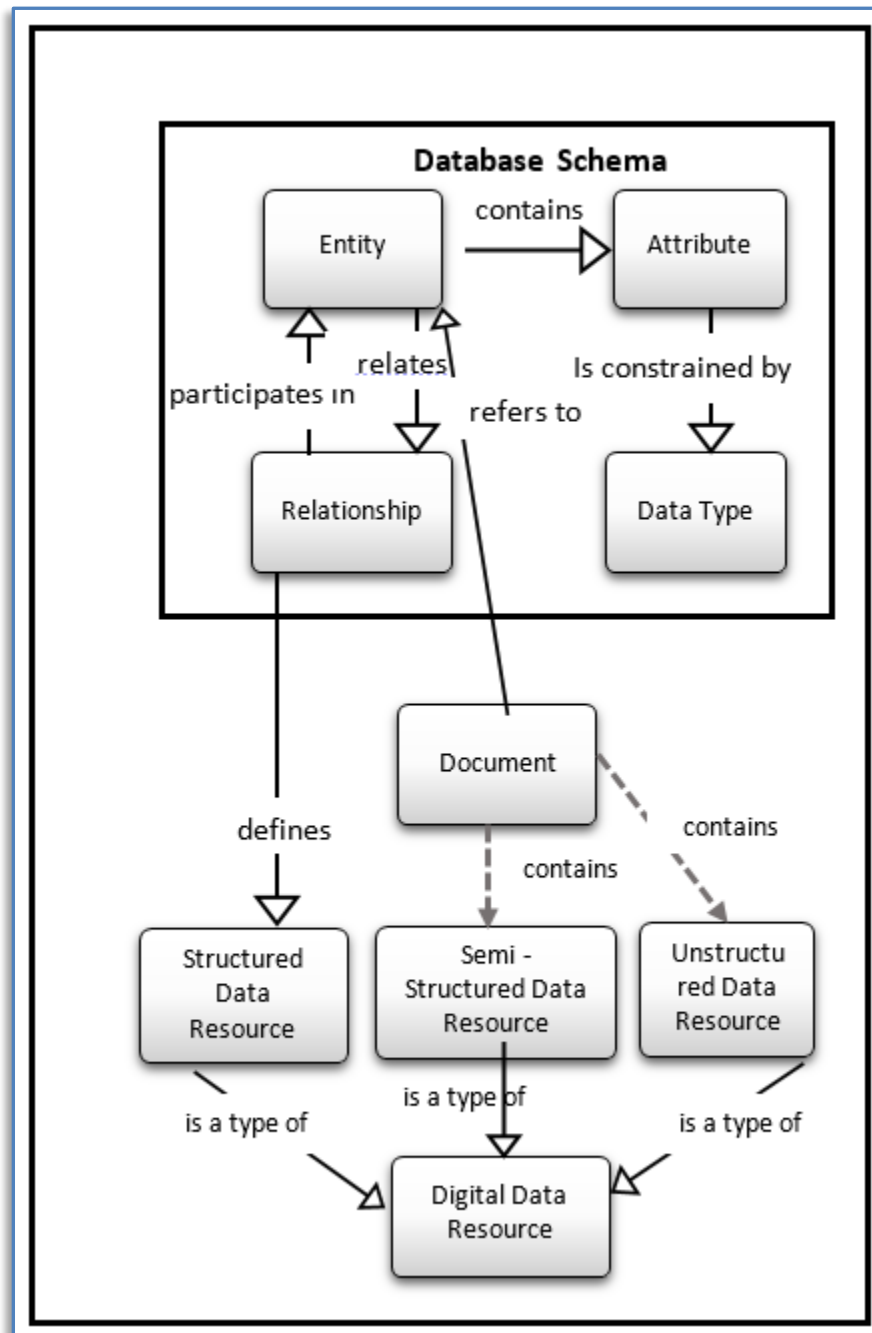 Database Schema
contains
Entity
Attribute
relates
Is constrained by
participates in
refers to
Relationship
Data Type
Document
contains
defines
contains
Structured
Data
Resource
Semi -
Structured Data
Resource
Unstructu
red Data
Resource
is a type of
is a type of
is a type of
Digital Data
Resource